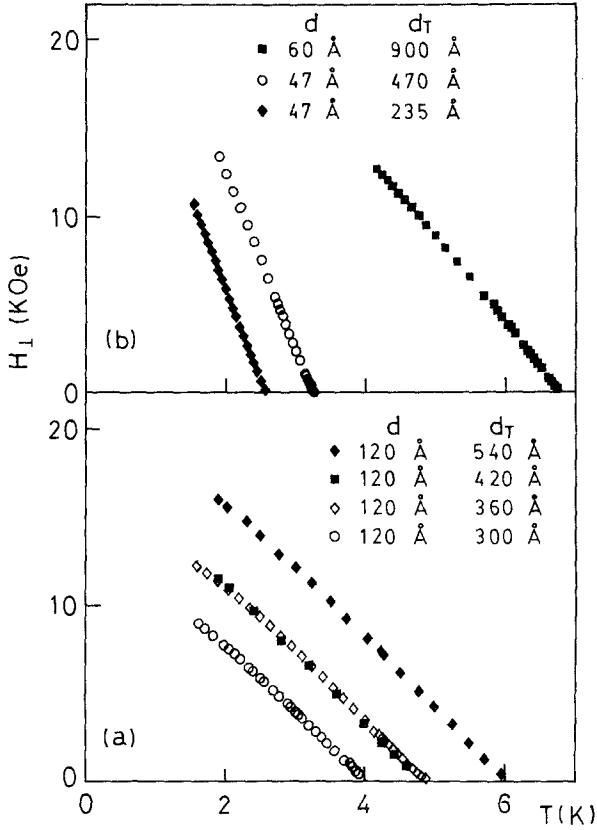 20
d d_T
■ 60 Å 900 Å
○ 47 Å 470 Å
◆ 47 Å 235 Å
10
(b)
0
H⊥ (KOe)
20
d d_T
◆ 120 Å 540 Å
■ 120 Å 420 Å
◇ 120 Å 360 Å
○ 120 Å 300 Å
10
(a)
0
0 2 4 6 T(K)